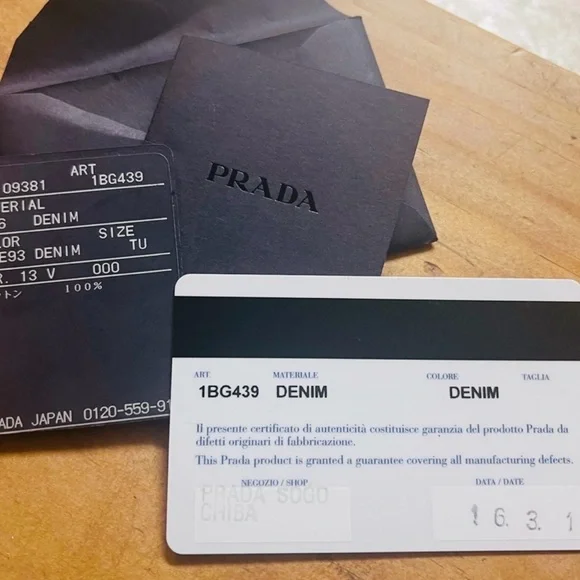 ART
09381 1BG439
ERIAL
6 DENIM
LOR SIZE
E93 DENIM TU
R. 13 V 000
トン 100%
ADA JAPAN 0120-559-91
PRADA
ART. MATERIALE COLORE TAGLIA
1BG439 DENIM DENIM
Il presente certificato di autenticità costituisce garanzia del prodotto Prada da
difetti originari di fabbricazione.
This Prada product is granted a guarantee covering all manufacturing defects.
NEGOZIO / SHOP DATA / DATE
PRADA SOGO
CHIBA
16. 3. 1